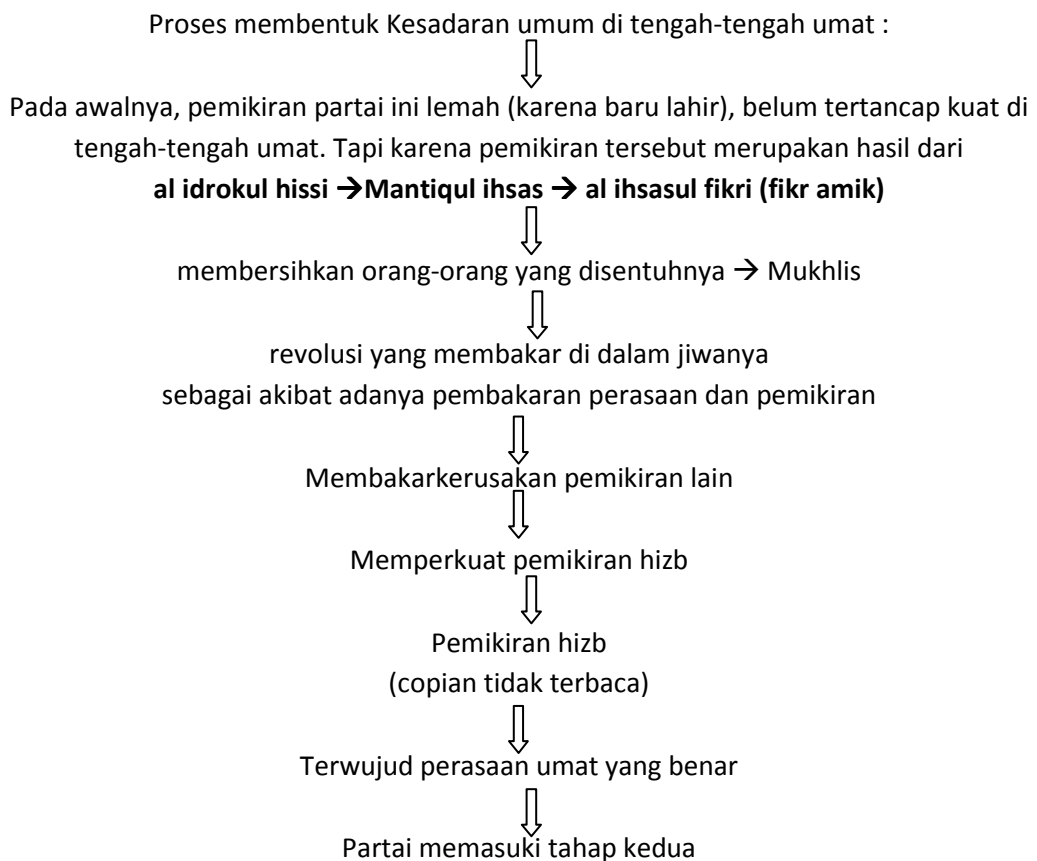 Proses membentuk Kesadaran umum di tengah-tengah umat :
Pada awalnya, pemikiran partai ini lemah (karena baru lahir), belum tertancap kuat di
tengah-tengah umat. Tapi karena pemikiran tersebut merupakan hasil dari
al idrokul hissi →Mantiqul ihsas → al ihsasul fikri (fikr amik)
membersihkan orang-orang yang disentuhnya → Mukhlis
revolusi yang membakar di dalam jiwanya
sebagai akibat adanya pembakaran perasaan dan pemikiran
Membakarkerusakan pemikiran lain
Memperkuat pemikiran hizb
Pemikiran hizb
(copian tidak terbaca)
Terwujud perasaan umat yang benar
Partai memasuki tahap kedua